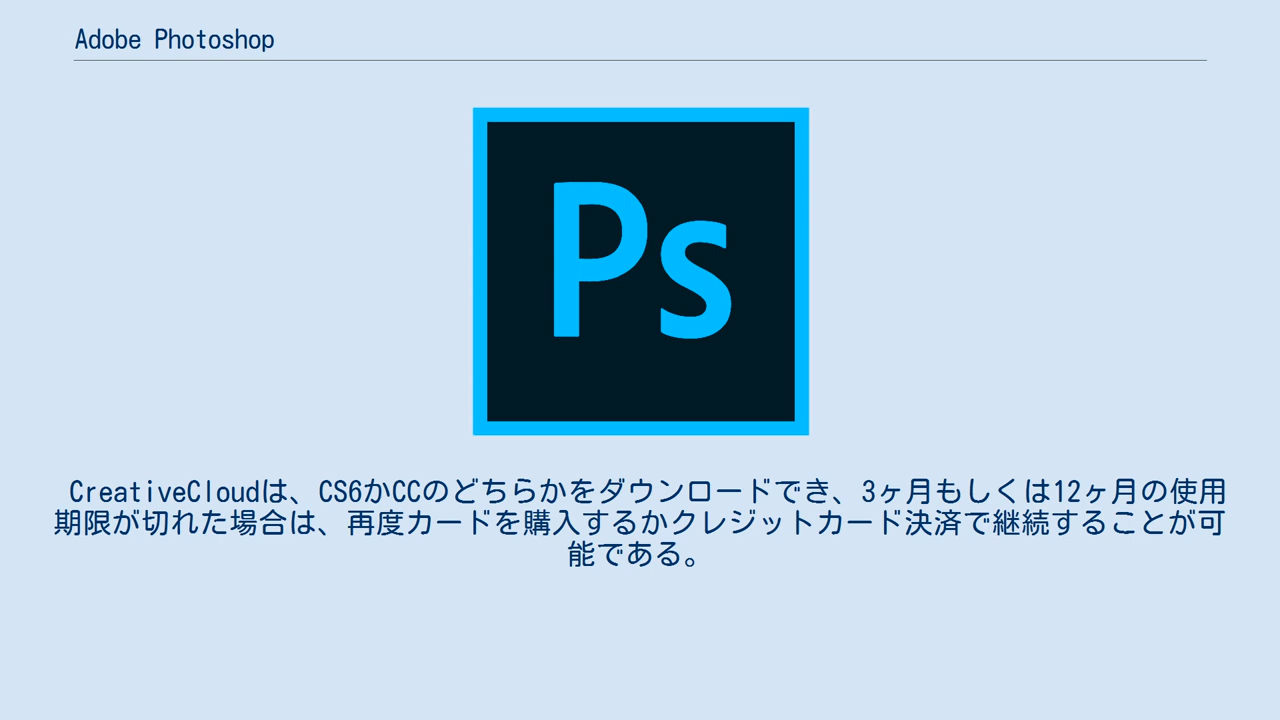 Adobe Photoshop
Ps
CreativeCloudは、CS6かCCのどちらかをダウンロードでき、3ヶ月もしくは12ヶ月の使用
期限が切れた場合は、再度カードを購入するかクレジットカード決済で継続することが可
能である。